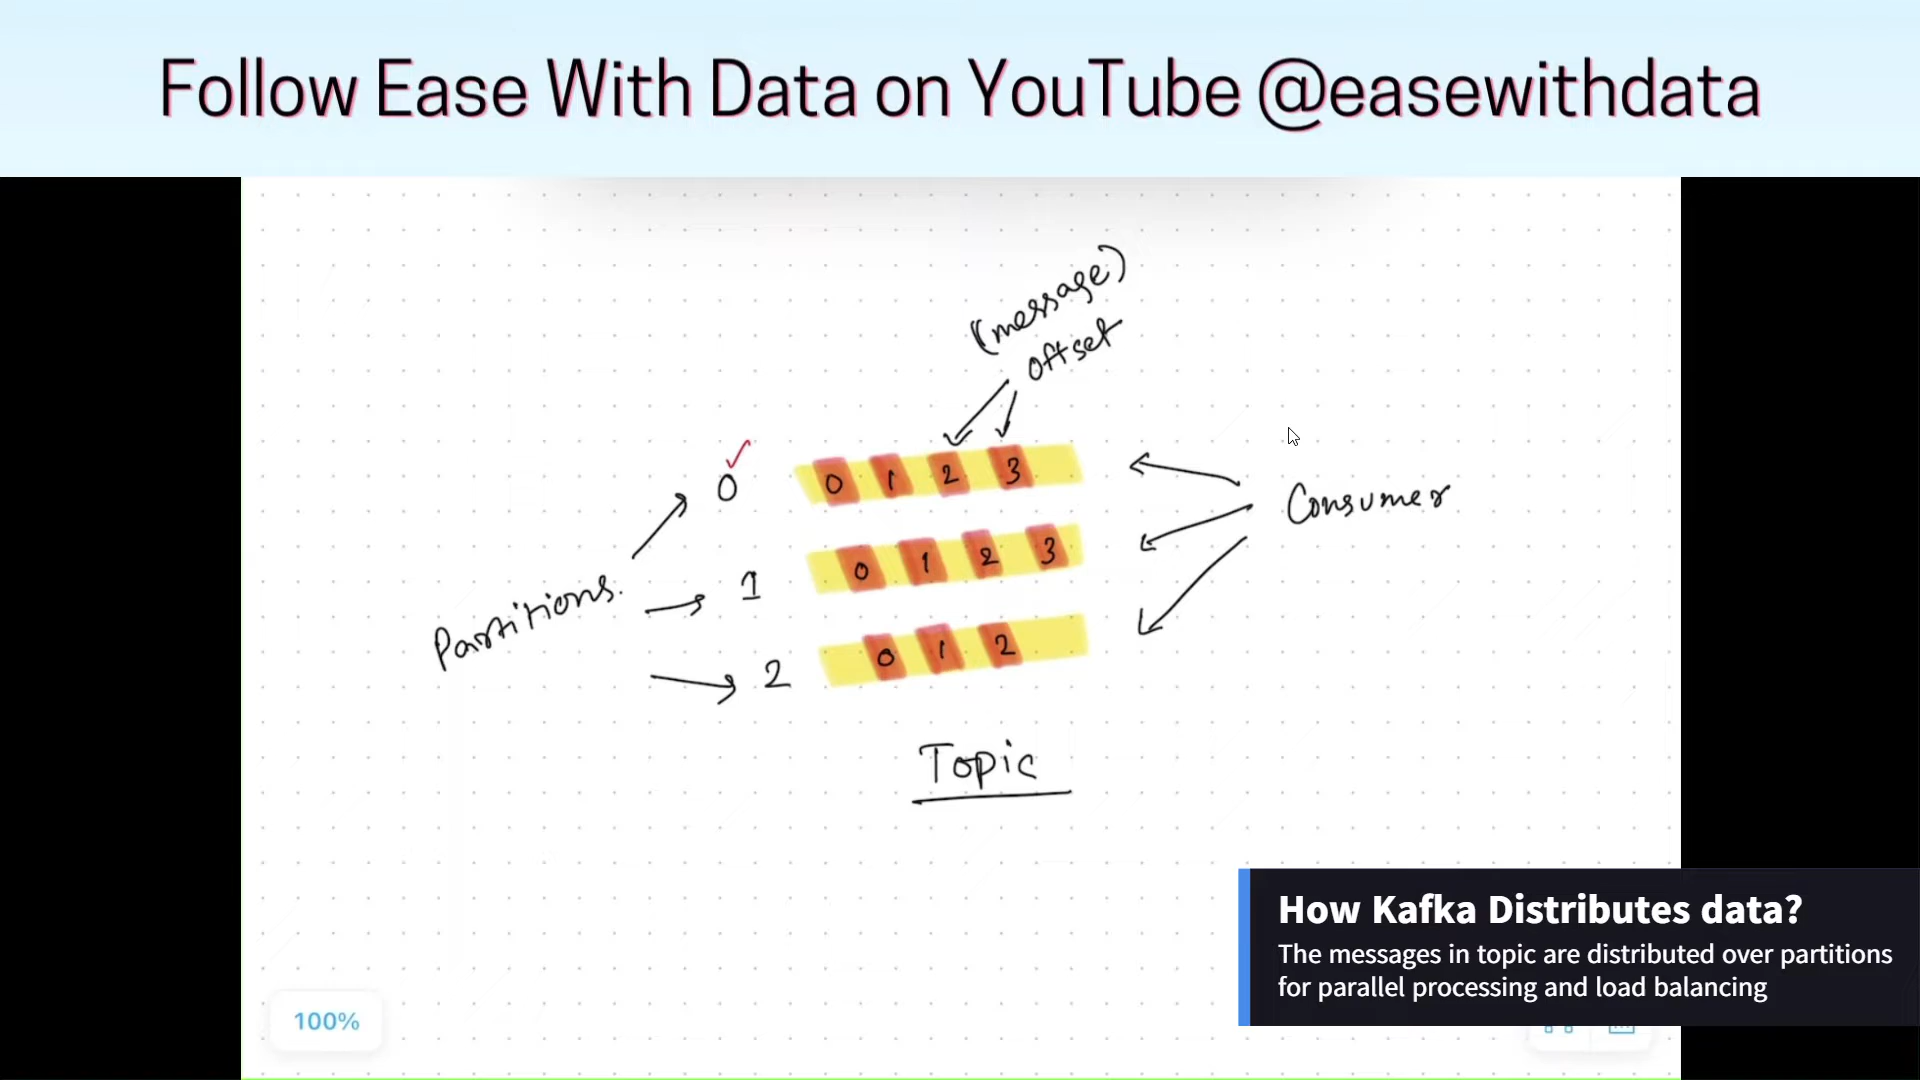 Follow Ease With Data on YouTube @easewithdata
(message)
offset
0
0 1 2 3
Consumer
Partitions.
1
0 1 2 3
2
0 1 2
Topic
How Kafka Distributes data?
The messages in topic are distributed over partitions
for parallel processing and load balancing
100%